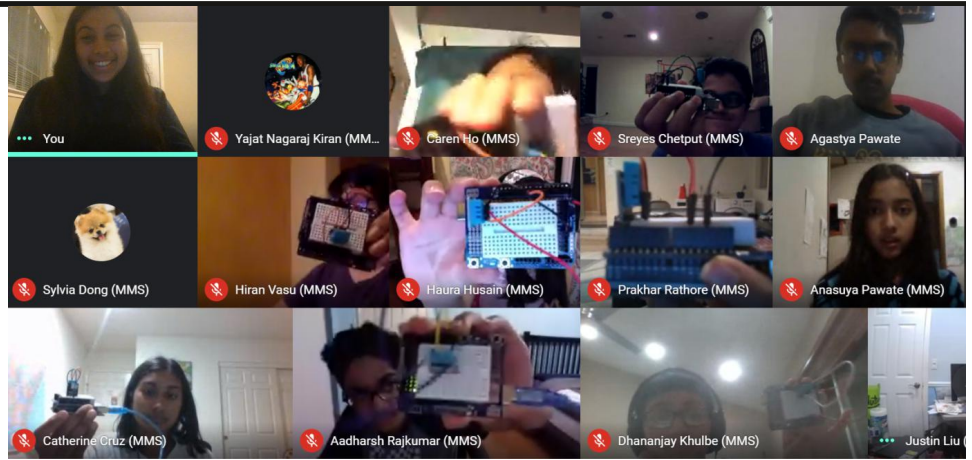 You
Yajat Nagaraj Kiran (MM...
Caren Ho (MMS)
Sreyes Chetput (MMS)
Agastya Pawate
Sylvia Dong (MMS)
Hiran Vasu (MMS)
Haura Husain (MMS)
Prakhar Rathore (MMS)
Anasuya Pawate (MMS)
Catherine Cruz (MMS)
Aadharsh Rajkumar (MMS)
Dhananjay Khulbe (MMS)
Justin Liu (